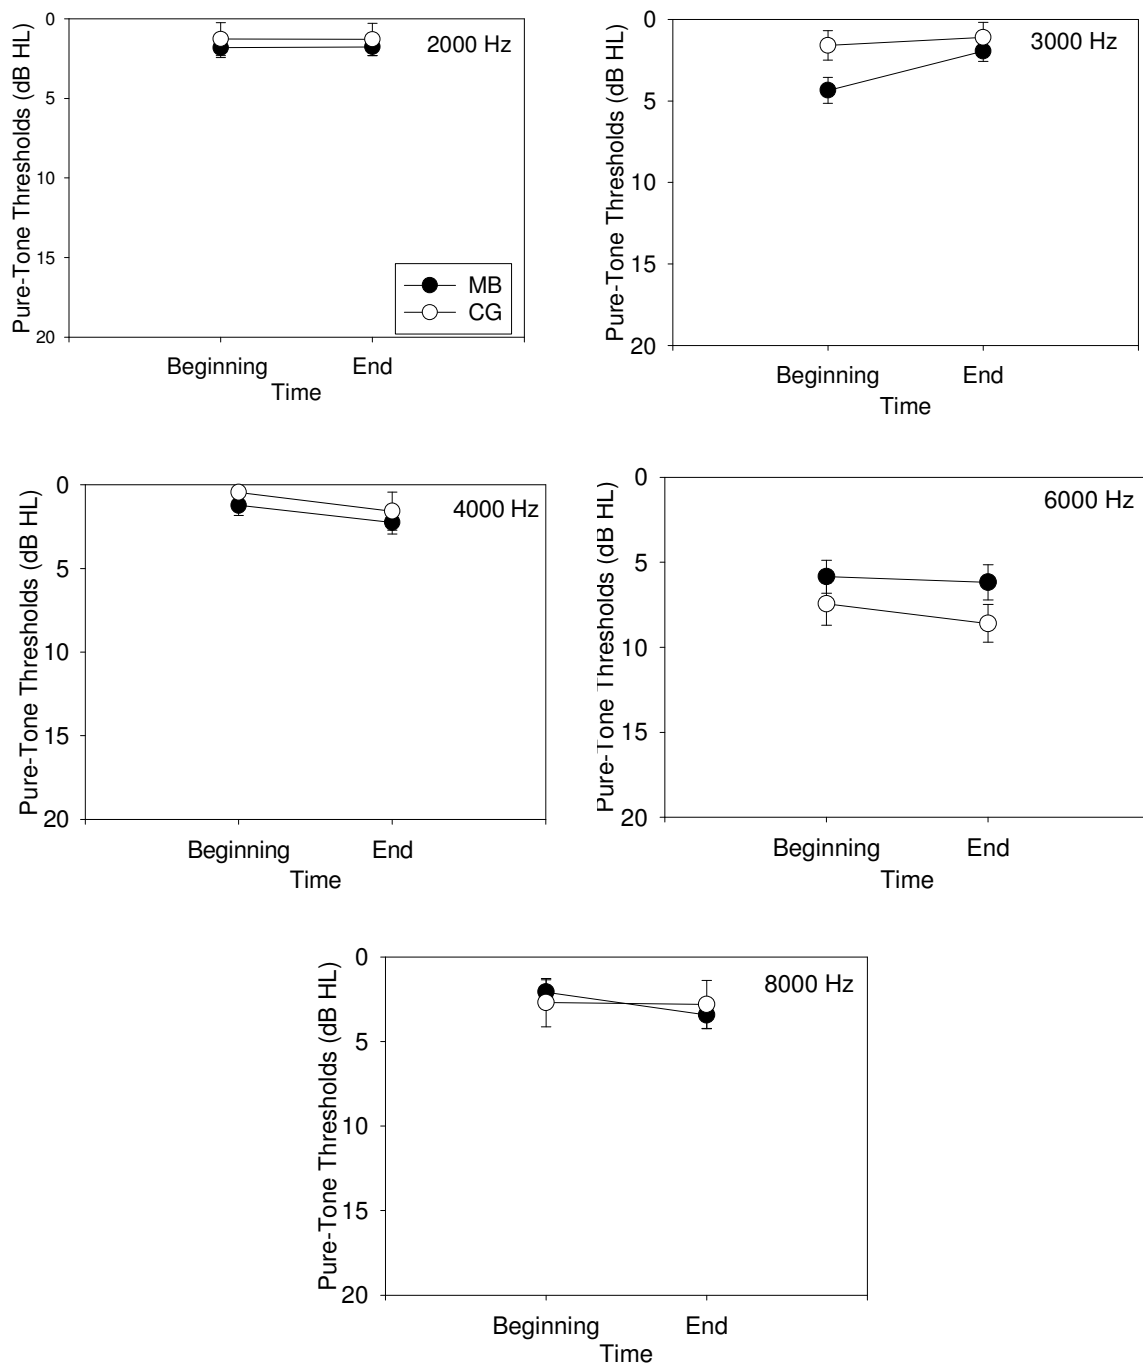 Pure-Tone Thresholds (dB HL)
0
5
10
15
20
2000 Hz
MB
CG
Beginning End
Time
Pure-Tone Thresholds (dB HL)
0
5
10
15
20
3000 Hz
Beginning End
Time
Pure-Tone Thresholds (dB HL)
0
5
10
15
20
4000 Hz
Beginning End
Time
Pure-Tone Thresholds (dB HL)
0
5
10
15
20
6000 Hz
Beginning End
Time
Pure-Tone Thresholds (dB HL)
0
5
10
15
20
8000 Hz
Beginning End
Time